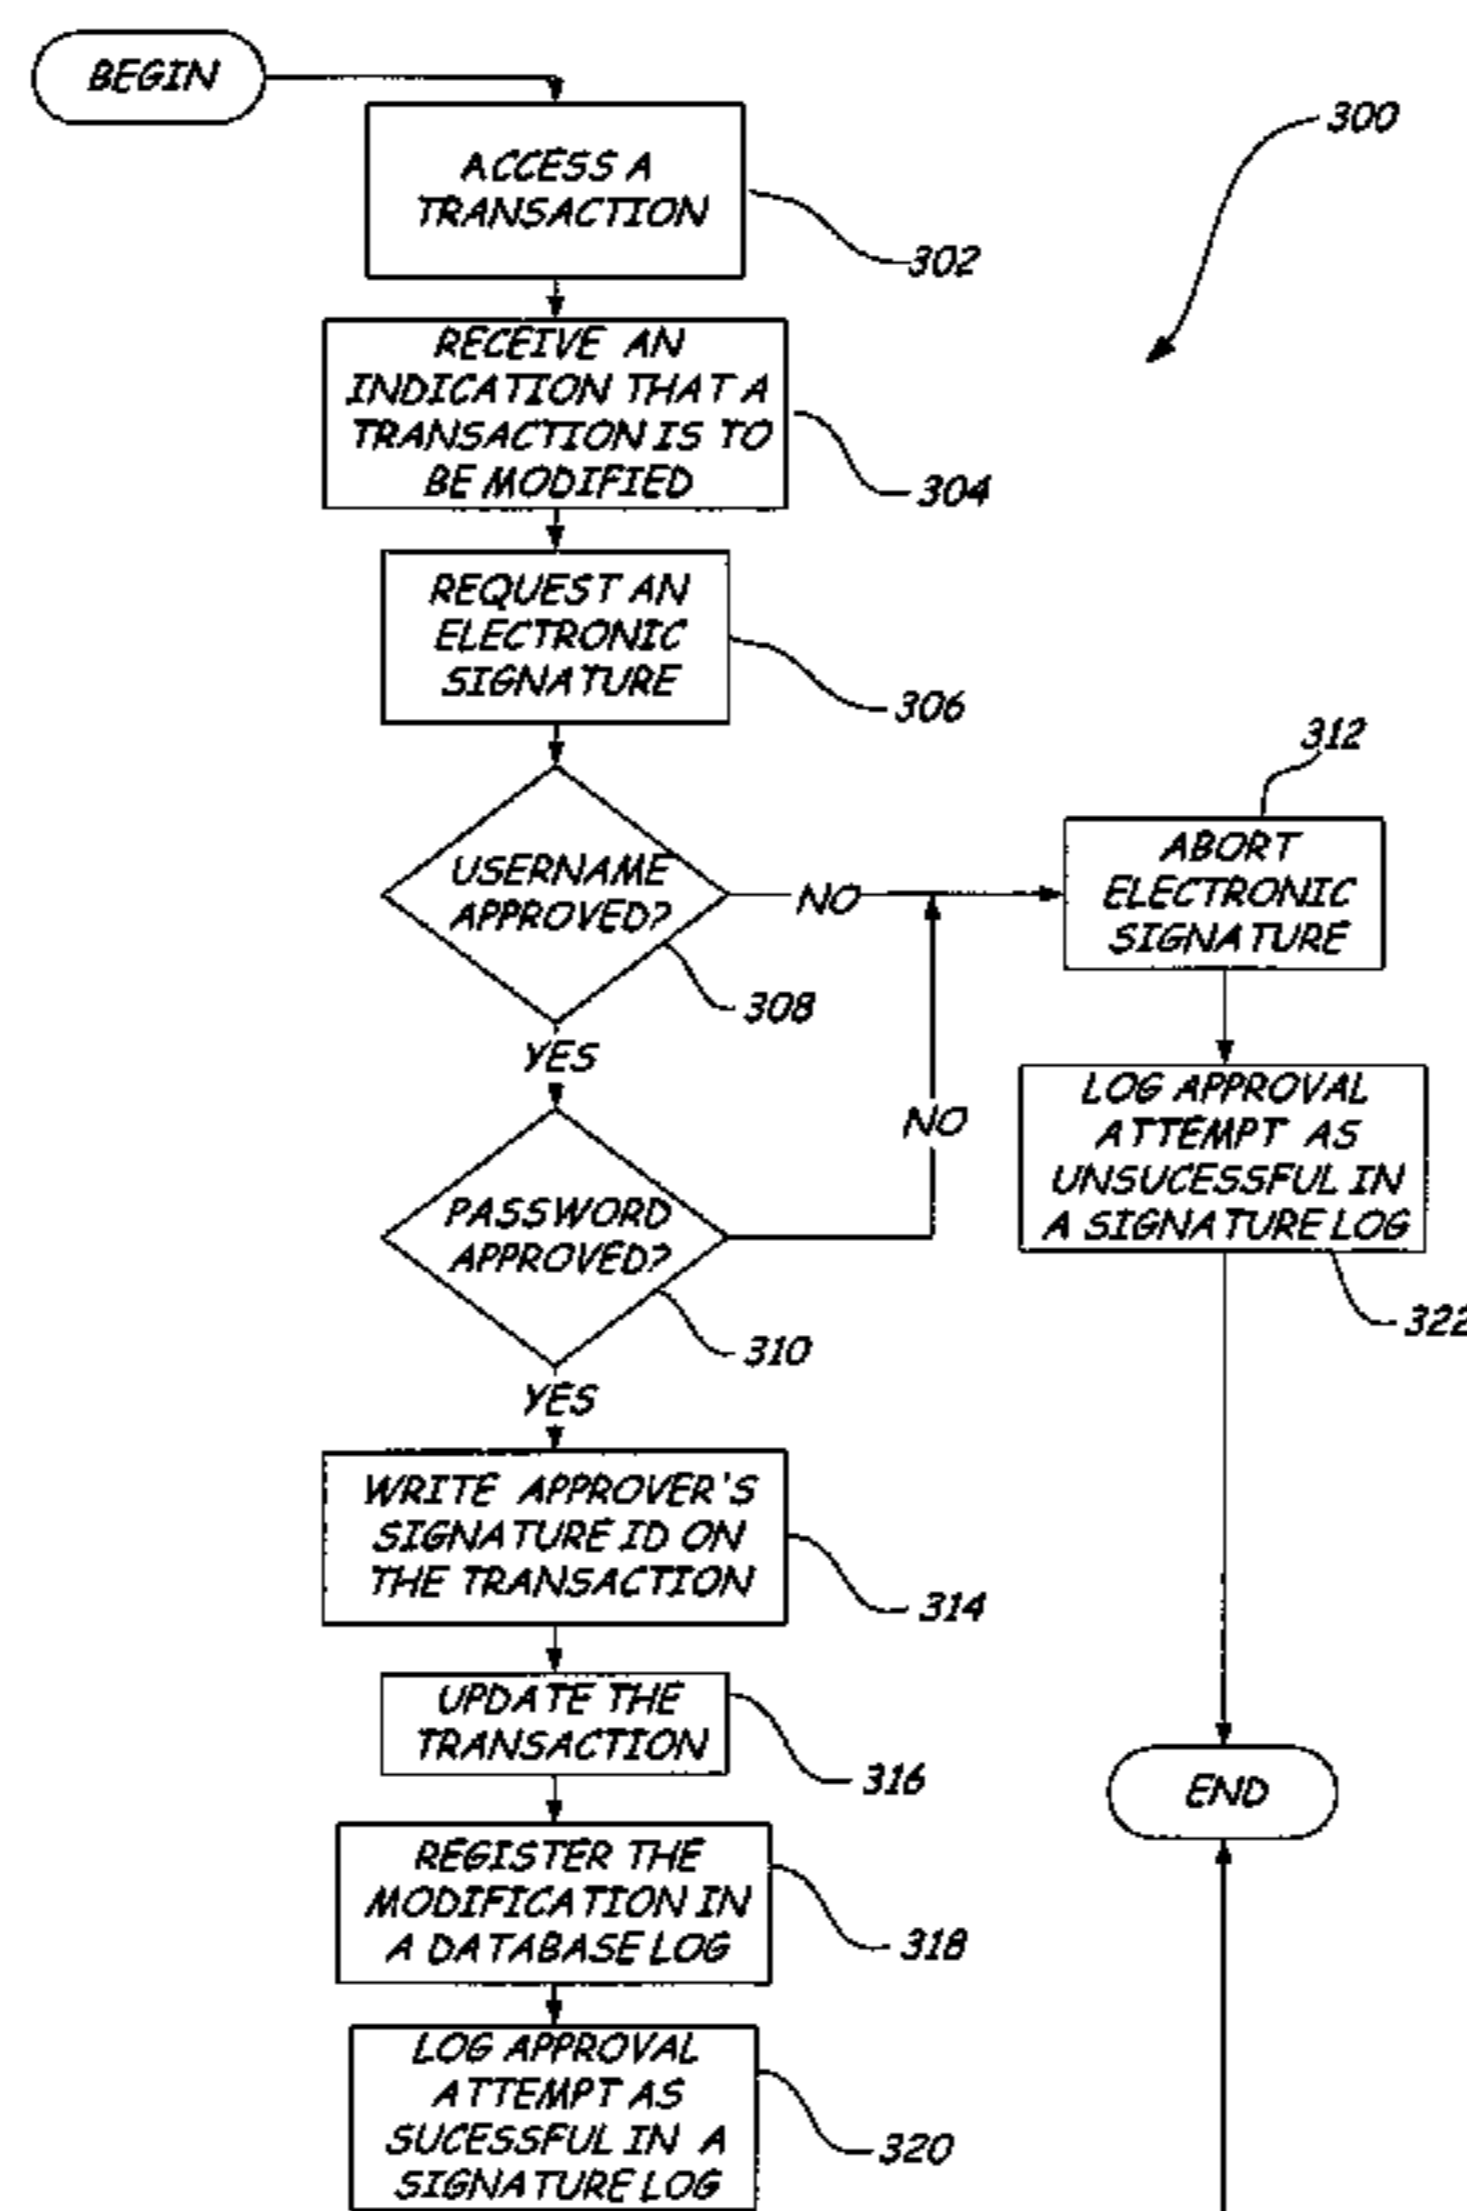 BEGIN
300
ACCESS A
TRANSACTION
302
RECEIVE AN
INDICATION THAT A
TRANSACTION IS TO
BE MODIFIED
304
REQUEST AN
ELECTRONIC
SIGNATURE
306
USERNAME
APPROVED?
308
NO
312
ABORT
ELECTRONIC
SIGNATURE
YES
NO
LOG APPROVAL
ATTEMPT AS
UNSUCESSFUL IN
A SIGNATURE LOG
322
PASSWORD
APPROVED?
310
YES
WRITE APPROVER'S
SIGNATURE ID ON
THE TRANSACTION
314
UPDATE THE
TRANSACTION
316
END
REGISTER THE
MODIFICATION IN
A DATABASE LOG
318
LOG APPROVAL
ATTEMPT AS
SUCESSFUL IN A
SIGNATURE LOG
320